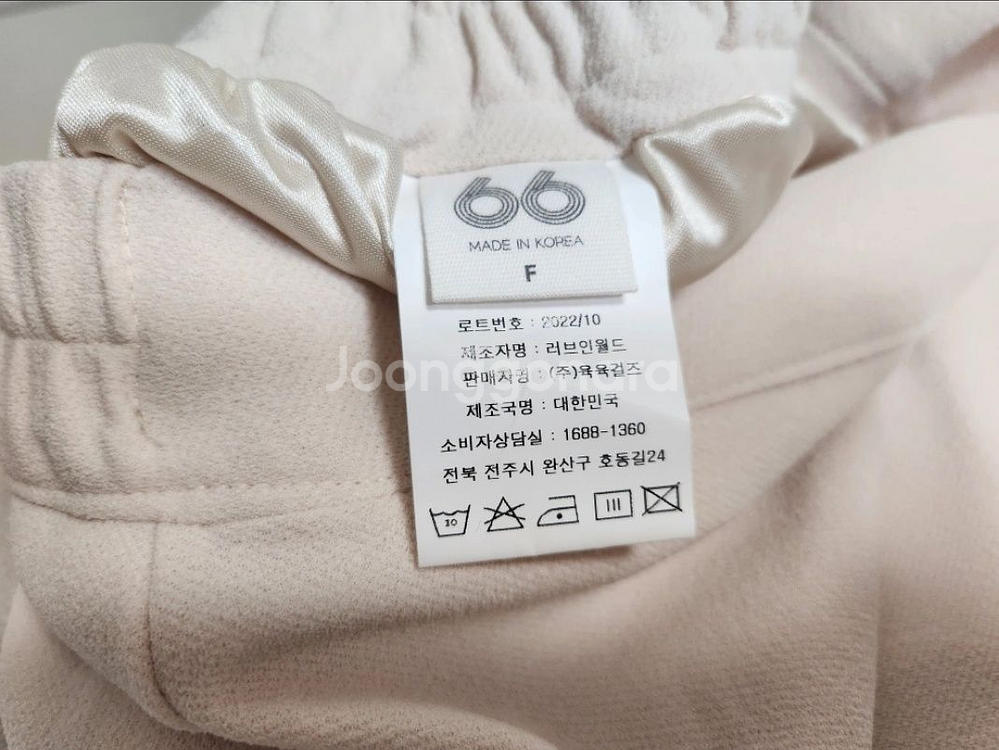 66
MADE IN KOREA
F
로트번호 : 2022/10
제조자명 : 러브인월드
Joonggonara
판매자명 : (주)육육걸즈
제조국명 : 대한민국
소비자상담실 : 1688-1360
전북 전주시 완산구 호동길24
30